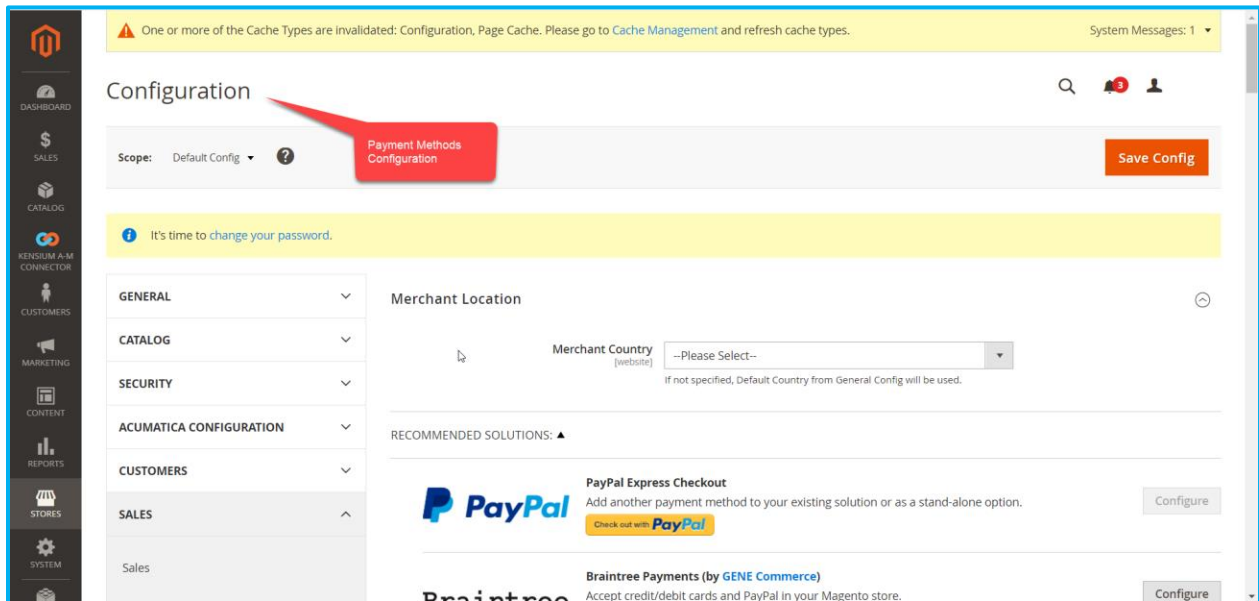 One or more of the Cache Types are invalidated: Configuration, Page Cache. Please go to Cache Management and refresh cache types.
System Messages: 1
DASHBOARD
Configuration
3
$
SALES
Payment Methods
Configuration
Scope: Default Config
?
Save Config
CATALOG
It's time to change your password.
KENSIUM A-M
CONNECTOR
GENERAL
Merchant Location
CUSTOMERS
CATALOG
Merchant Country
[website]
--Please Select--
If not specified, Default Country from General Config will be used.
MARKETING
SECURITY
CONTENT
ACUMATICA CONFIGURATION
RECOMMENDED SOLUTIONS:
REPORTS
CUSTOMERS
PayPal
PayPal Express Checkout
Add another payment method to your existing solution or as a stand-alone option.
Check out with PayPal
Configure
STORES
SALES
SYSTEM
Sales
Braintree
Braintree Payments (by GENE Commerce)
Accept credit/debit cards and PayPal in your Magento store.
Configure